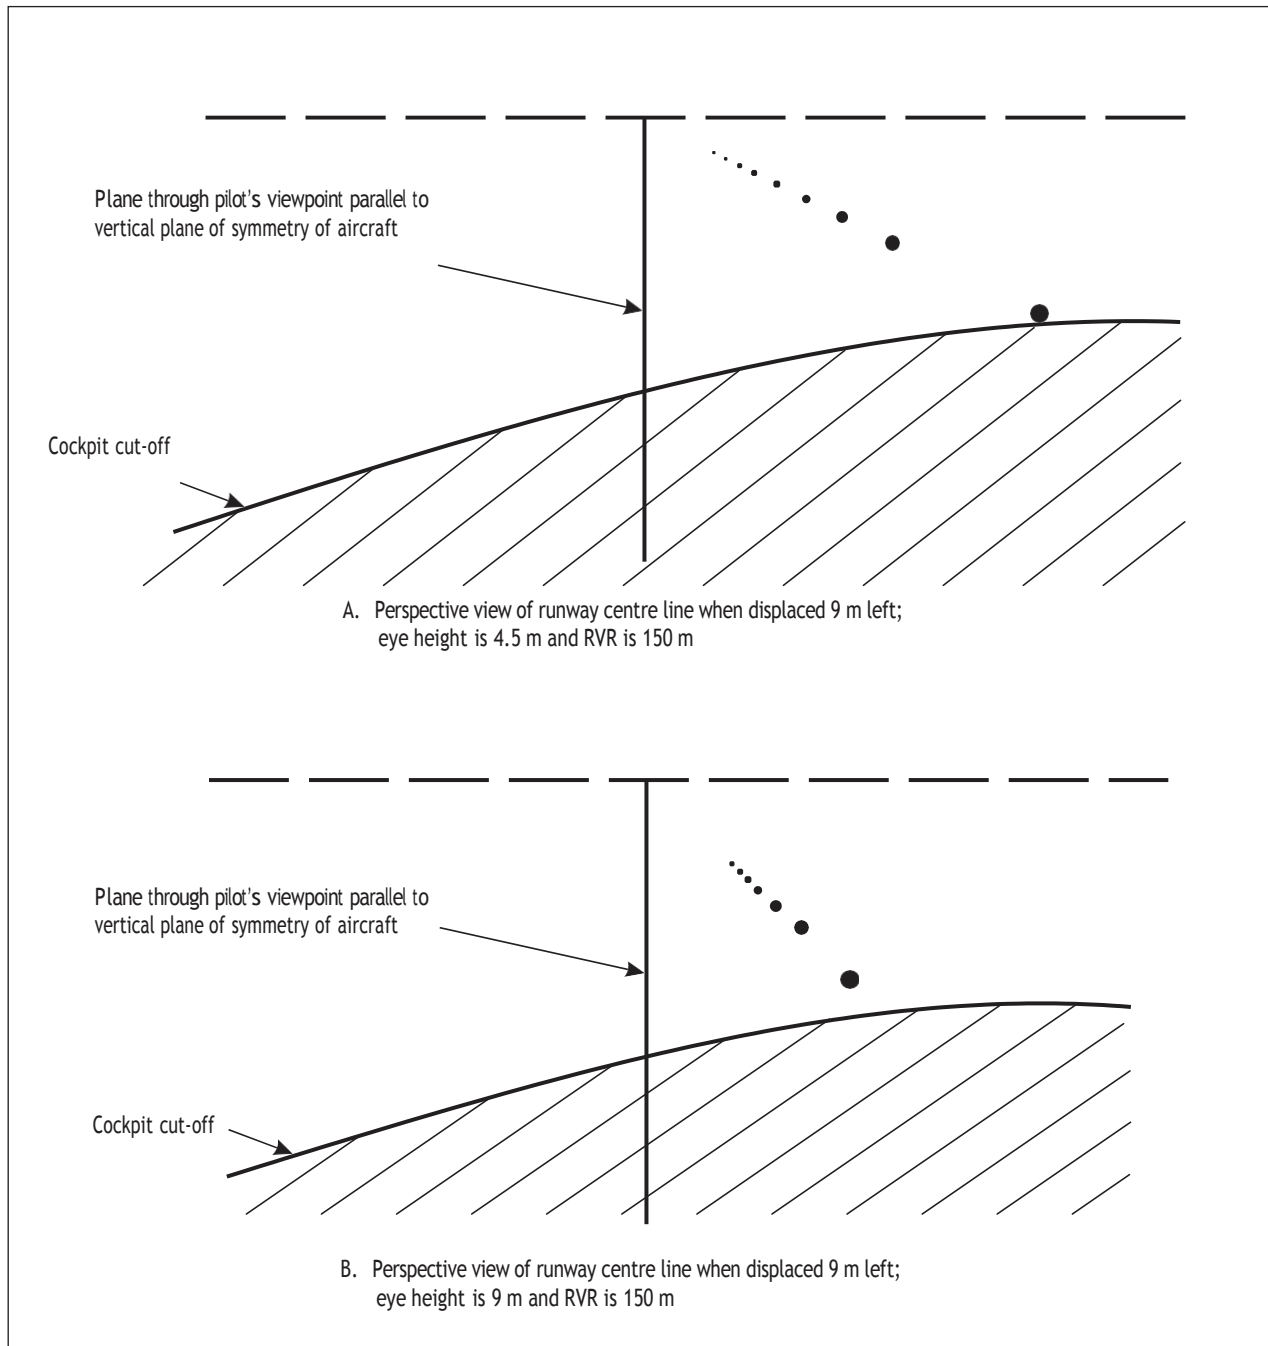 Plane through pilot's viewpoint parallel to
vertical plane of symmetry of aircraft
Cockpit cut-off
A. Perspective view of runway centre line when displaced 9 m left;
eye height is 4.5 m and RVR is 150 m
Plane through pilot's viewpoint parallel to
vertical plane of symmetry of aircraft
Cockpit cut-off
B. Perspective view of runway centre line when displaced 9 m left;
eye height is 9 m and RVR is 150 m